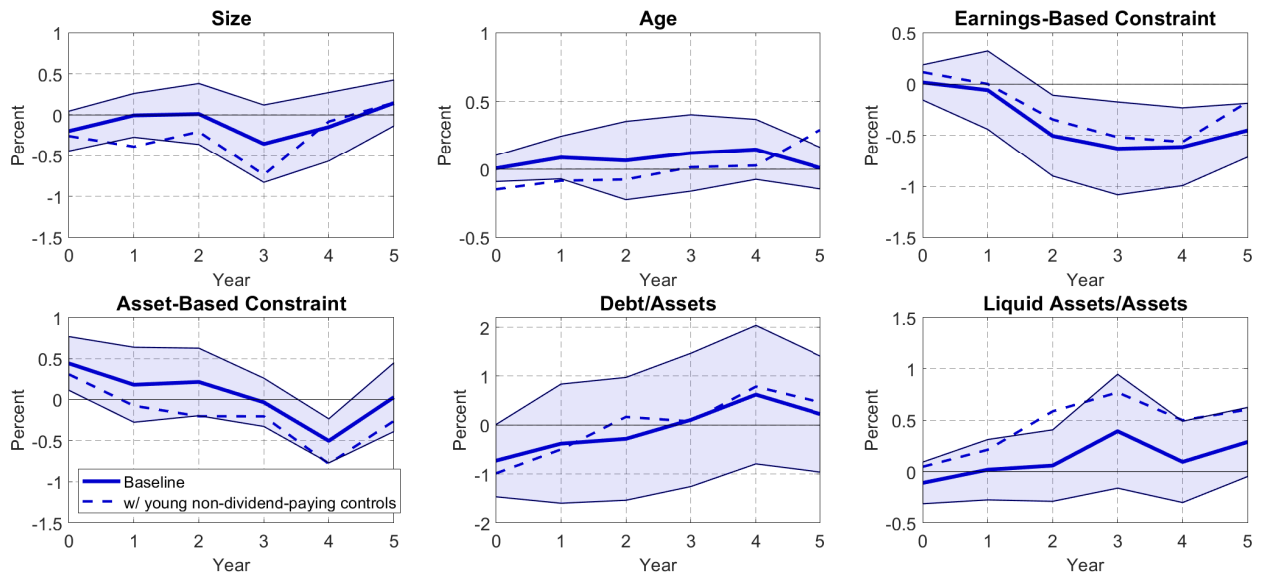 Size
1
0.5
0
-0.5
-1
-1.5
Percent
0 1 2 3 4 5
Year
Age
1
0.5
0
-0.5
Percent
0 1 2 3 4 5
Year
Earnings-Based Constraint
0.5
0
-0.5
-1
-1.5
Percent
0 1 2 3 4 5
Year
Asset-Based Constraint
1
0.5
0
-0.5
-1
-1.5
Percent
Baseline
w/ young non-dividend-paying controls
0 1 2 3 4 5
Year
Debt/Assets
2
1
0
-1
-2
Percent
0 1 2 3 4 5
Year
Liquid Assets/Assets
1.5
1
0.5
0
-0.5
Percent
0 1 2 3 4 5
Year